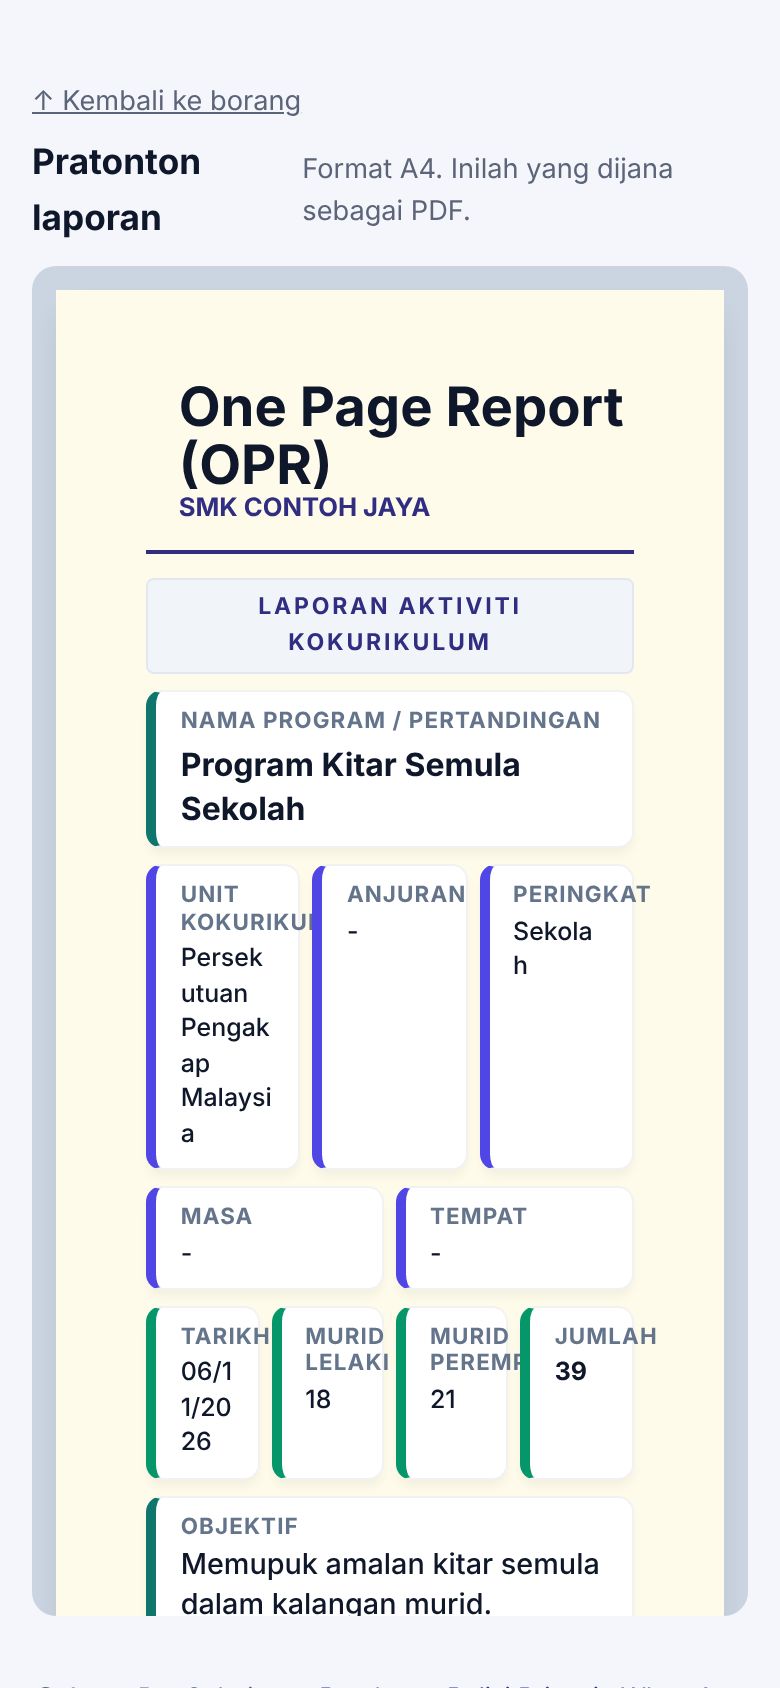 ↑ Kembali ke borang
Pratonton
laporan
Format A4. Inilah yang dijana
sebagai PDF.
One Page Report
(OPR)
SMK CONTOH JAYA
LAPORAN AKTIVITI
KOKURIKULUM
NAMA PROGRAM / PERTANDINGAN
Program Kitar Semula
Sekolah
UNIT
Persek
utuan
Pengak
ap
Malaysi
a
ANJURAN
-
PERINGKAT
Sekola
h
MASA
-
TEMPAT
-
TARIKH
06/1
1/20
26
MURID
LELAKI
18
MURID
21
JUMLAH
39
OBJEKTIF
Memupuk amalan kitar semula
dalam kalangan murid.